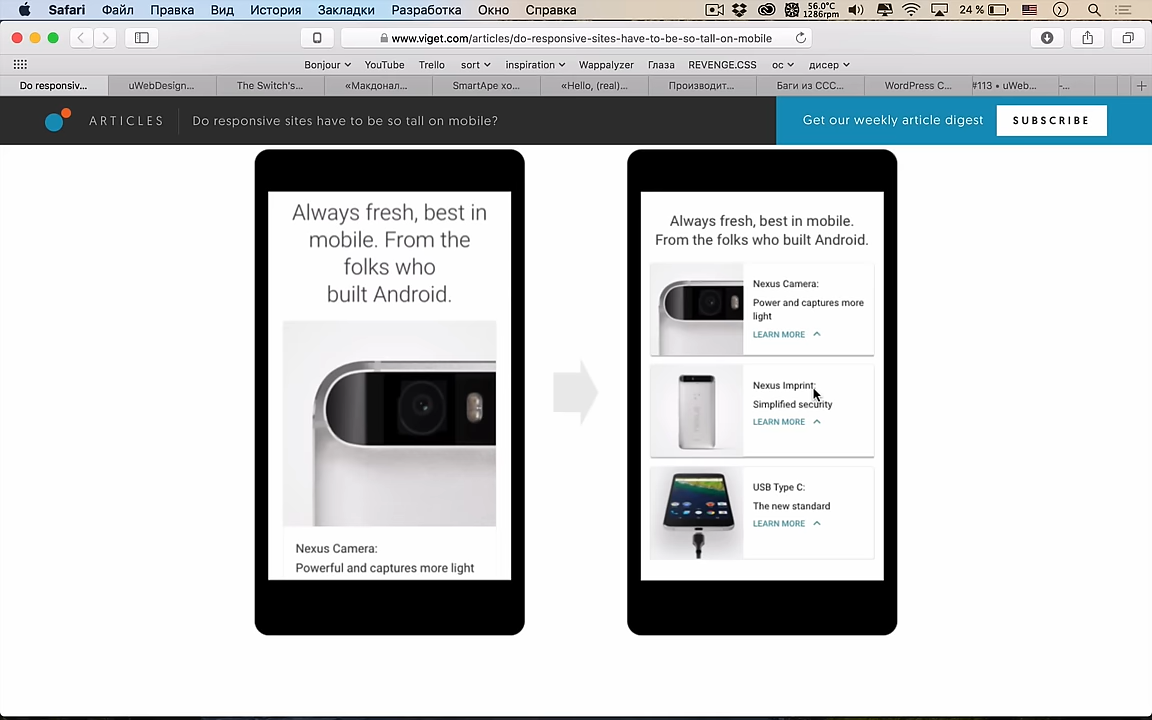 Safari Файл Правка Вид История Закладки Разработка Окно Справка 56.0°C 1286rpm 24 %
www.viget.com/articles/do-responsive-sites-have-to-be-so-tall-on-mobile
Bonjour YouTube Trello sort inspiration Wappalyzer Глаза REVENGE.CSS ос дисер
Do responsiv... uWebDesign... The Switch's... «Макдонал... SmartApe хо... «Hello, (real)... Производит... Баги из ССС... WordPress C... #113 • uWeb... -...
ARTICLES Do responsive sites have to be so tall on mobile? Get our weekly article digest SUBSCRIBE
Always fresh, best in
mobile. From the
folks who
built Android.
Nexus Camera:
Powerful and captures more light
Always fresh, best in mobile.
From the folks who built Android.
Nexus Camera:
Power and captures more
light
LEARN MORE
Nexus Imprint:
Simplified security
LEARN MORE
USB Type C:
The new standard
LEARN MORE